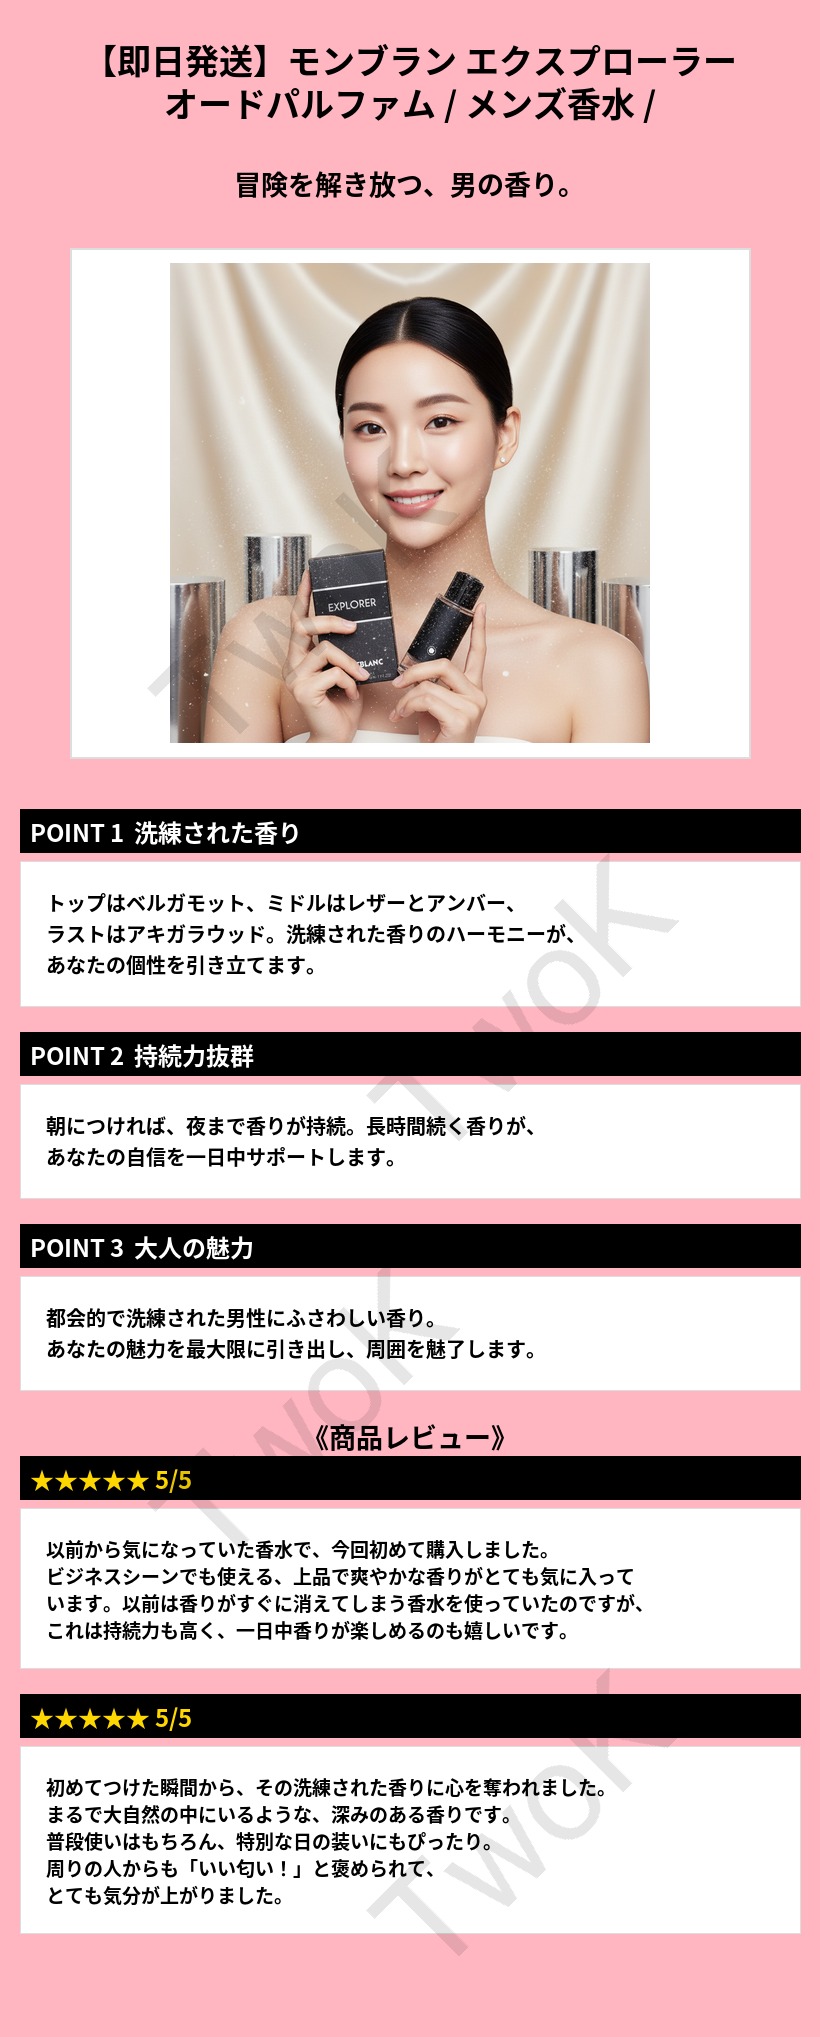 【即日発送】モンブラン エクスプローラー
オードパルファム / メンズ香水 /
冒険を解き放つ、男の香り。
EXPLORER
BLANC
POINT 1 洗練された香り
トップはベルガモット、ミドルはレザーとアンバー、
ラストはアキガラウッド。洗練された香りのハーモニーが、
あなたの個性を引き立てます。
POINT 2 持続力抜群
朝につければ、夜まで香りが持続。長時間続く香りが、
あなたの自信を一日中サポートします。
POINT 3 大人の魅力
都会的で洗練された男性にふさわしい香り。
あなたの魅力を最大限に引き出し、周囲を魅了します。
《商品レビュー》
★★★★★ 5/5
以前から気になっていた香水で、今回初めて購入しました。
ビジネスシーンでも使える、上品で爽やかな香りがとても気に入って
います。以前は香りがすぐに消えてしまう香水を使っていたのですが、
これは持続力も高く、一日中香りが楽しめるのも嬉しいです。
★★★★★ 5/5
初めてつけた瞬間から、その洗練された香りに心を奪われました。
まるで大自然の中にいるような、深みのある香りです。
普段使いはもちろん、特別な日の装いにもぴったり。
周りの人からも「いい匂い！」と褒められて、
とても気分が上がりました。
TwoK
TwoK
TwoK
TwoK